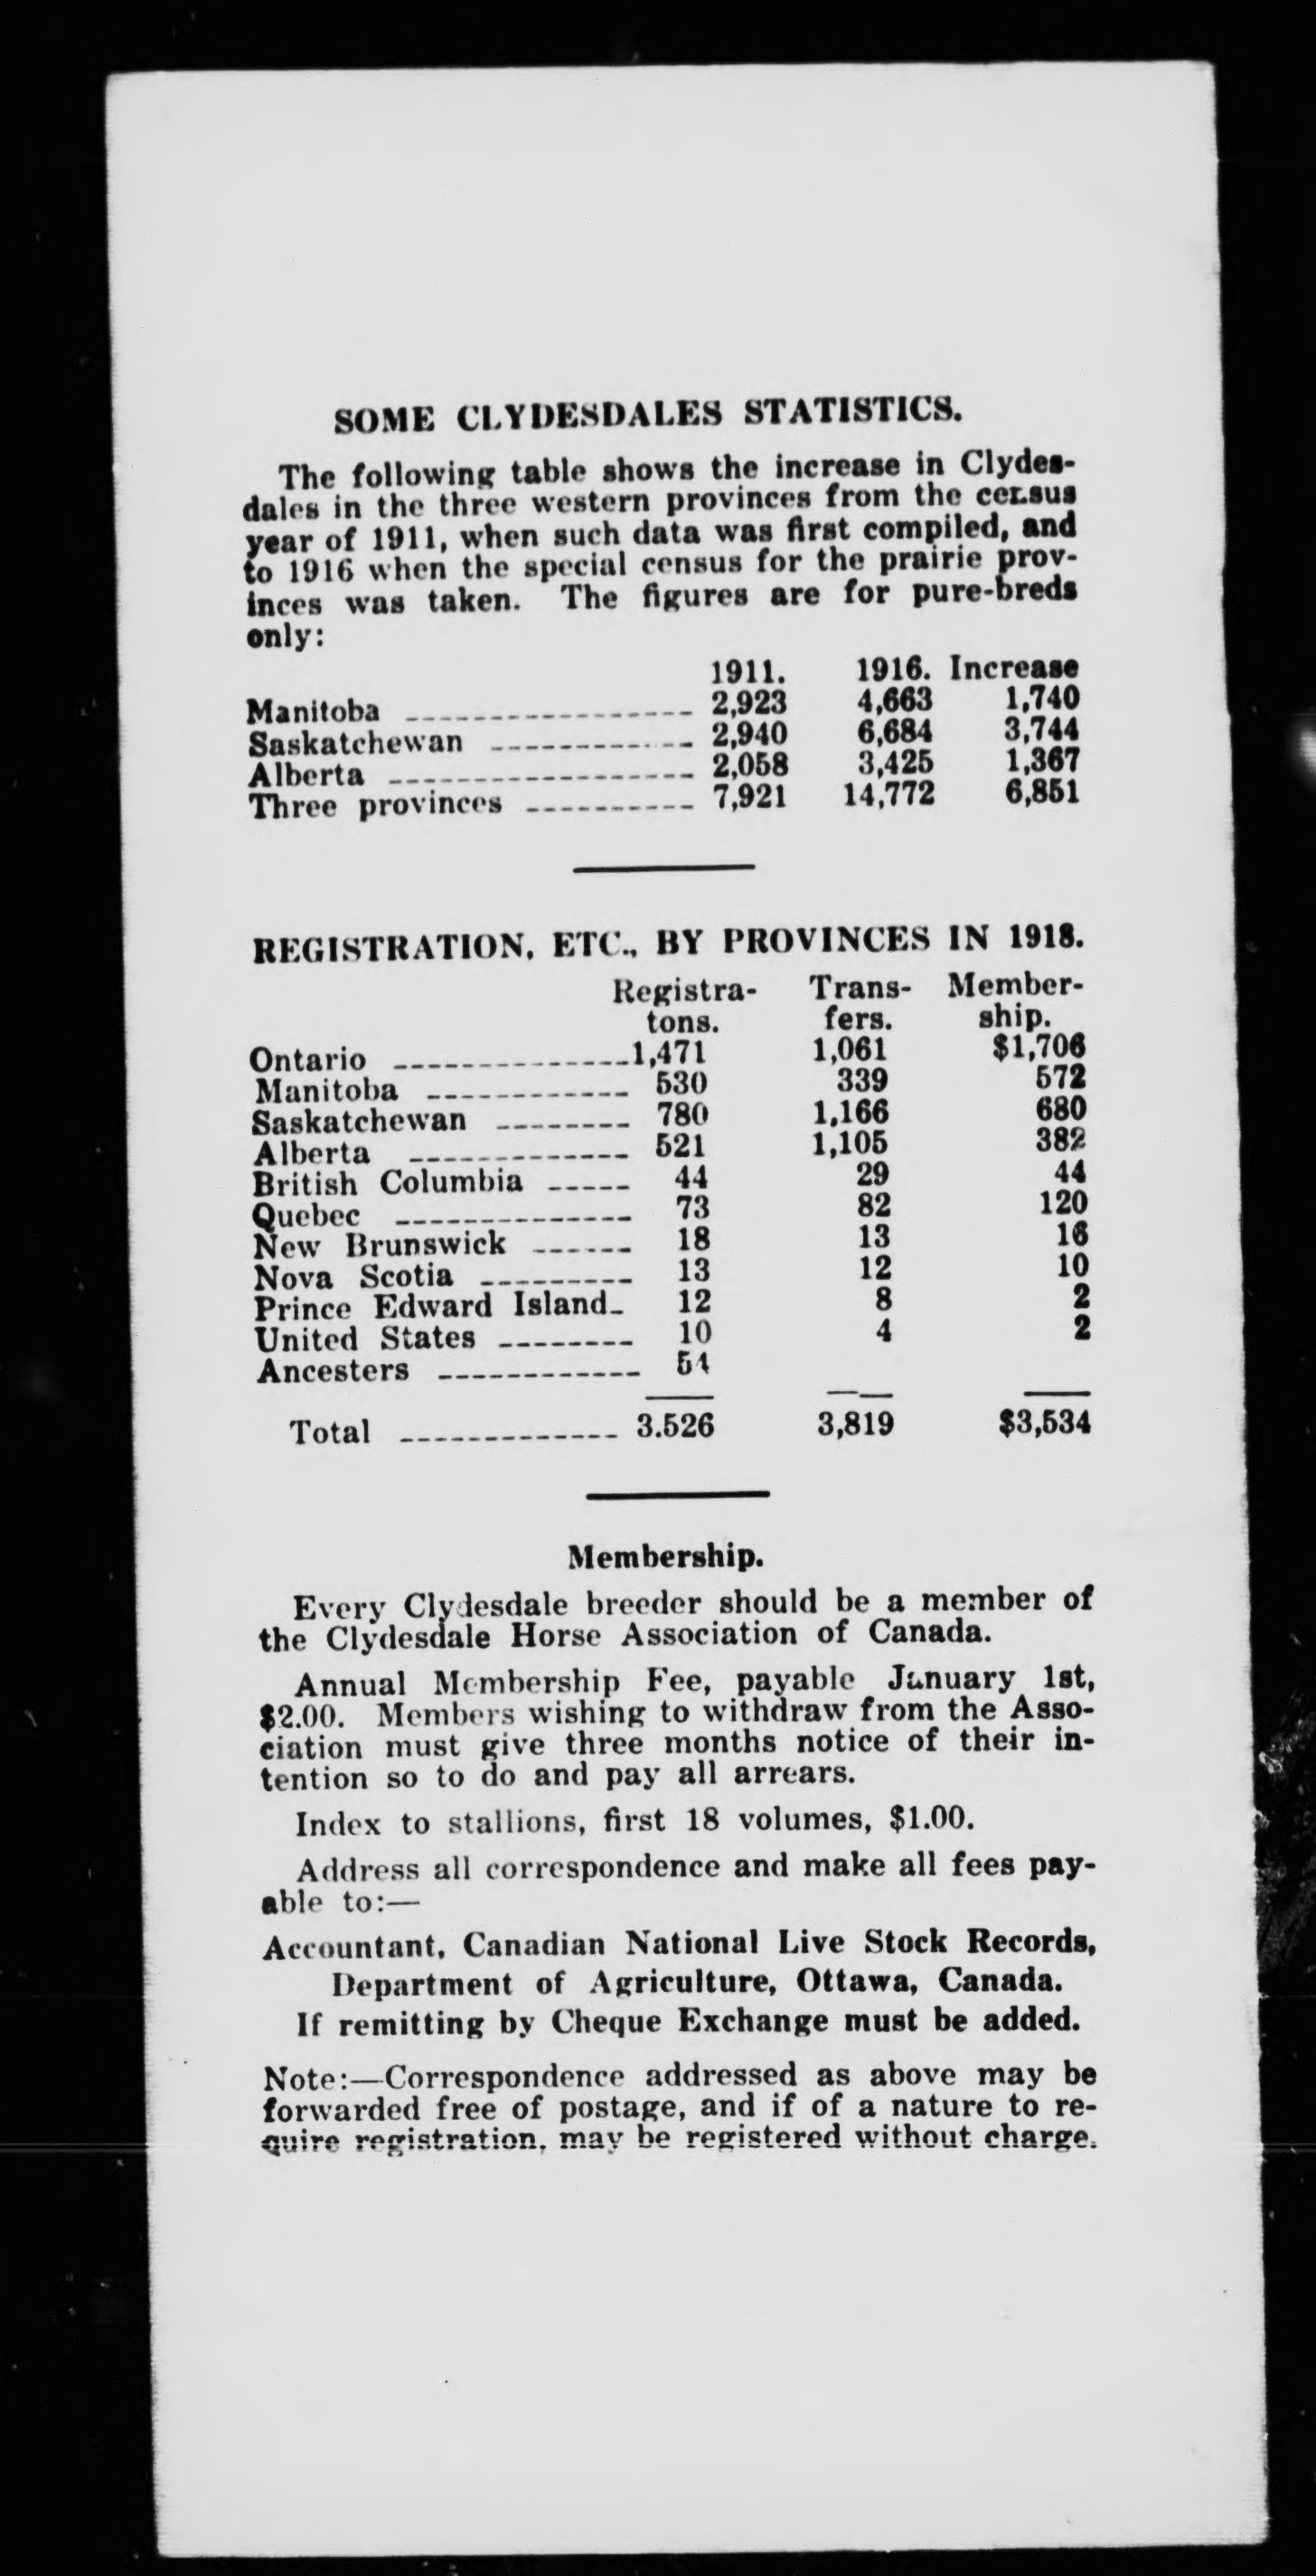 SOME CLYDESDALES STATISTICS.
The following table shows the increase in Clydes-
dales in the three western provinces from the census
year of 1911, when such data was first compiled, and
to 1916 when the special census for the prairie prov-
inces was taken. The figures are for pure-breds
only:
1911. 1916. Increase
Manitoba ------------------ 2,923 4,663 1,740
Saskatchewan ------------- 2,940 6,684 3,744
Alberta ------------------- 2,058 3,425 1,367
Three provinces ---------- 7,921 14,772 6,851
REGISTRATION, ETC., BY PROVINCES IN 1918.
Registra- Trans- Member-
tons. fers. ship.
Ontario --------------1,471 1,061 $1,706
Manitoba ------------ 530 339 572
Saskatchewan -------- 780 1,166 680
Alberta ------------- 521 1,105 382
British Columbia ----- 44 29 44
Quebec -------------- 73 82 120
New Brunswick ------ 18 13 16
Nova Scotia --------- 13 12 10
Prince Edward Island- 12 8 2
United States -------- 10 4 2
Ancesters ------------ 54
Total ------------- 3.526 3,819 $3,534
Membership.
Every Clydesdale breeder should be a member of
the Clydesdale Horse Association of Canada.
Annual Membership Fee, payable January 1st,
$2.00. Members wishing to withdraw from the Asso-
ciation must give three months notice of their in-
tention so to do and pay all arrears.
Index to stallions, first 18 volumes, $1.00.
Address all correspondence and make all fees pay-
able to:—
Accountant, Canadian National Live Stock Records,
Department of Agriculture, Ottawa, Canada.
If remitting by Cheque Exchange must be added.
Note:—Correspondence addressed as above may be
forwarded free of postage, and if of a nature to re-
quire registration, may be registered without charge.